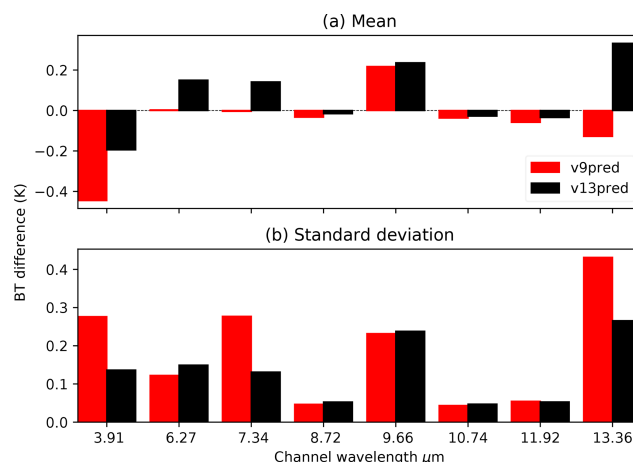 (a) Mean
0.2
0.0
−0.2
−0.4
v9pred
v13pred
BT difference (K)
(b) Standard deviation
0.4
0.3
0.2
0.1
0.0
3.91 6.27 7.34 8.72 9.66 10.74 11.92 13.36
Channel wavelength μm